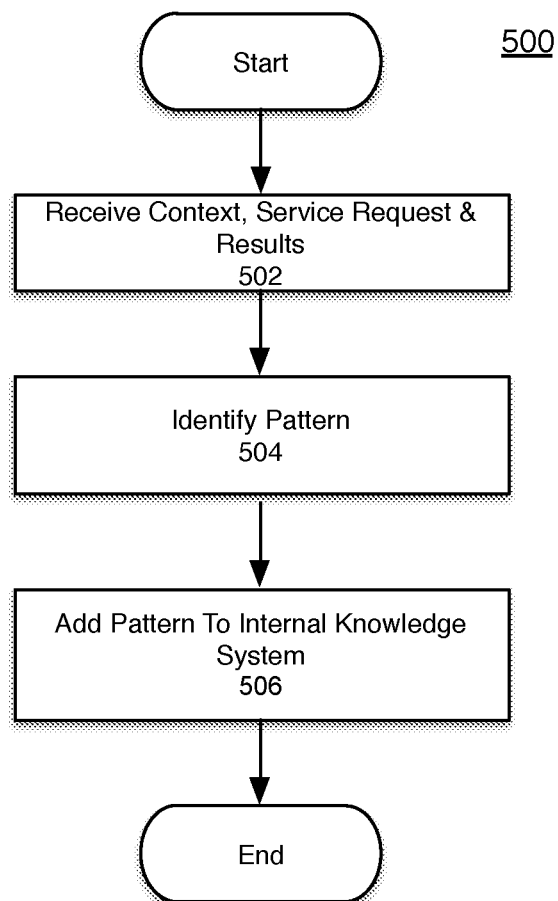 500
Start
Receive Context, Service Request &
Results
502
Identify Pattern
504
Add Pattern To Internal Knowledge
System
506
End